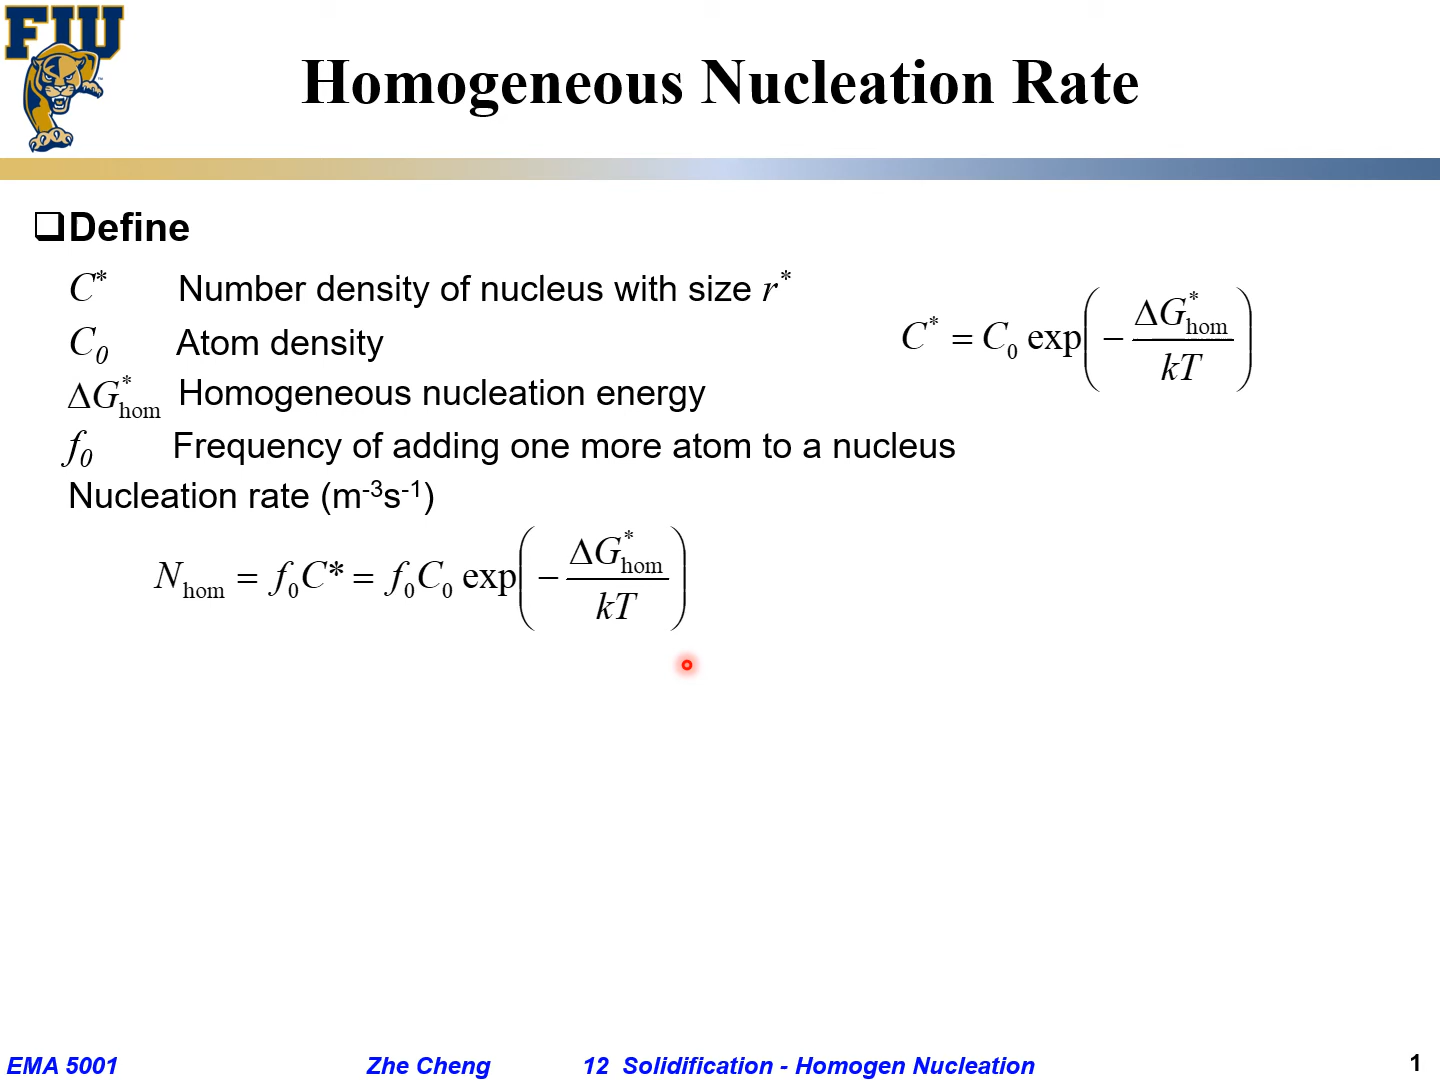 FIU
Homogeneous Nucleation Rate
❑Define
C* Number density of nucleus with size r*
C₀ Atom density
ΔG*hom Homogeneous nucleation energy
f₀ Frequency of adding one more atom to a nucleus
C* = C₀ exp(−ΔG*hom / kT)
Nucleation rate (m⁻³s⁻¹)
Nhom = f₀C* = f₀C₀ exp(−ΔG*hom / kT)
EMA 5001 Zhe Cheng 12 Solidification - Homogen Nucleation 1